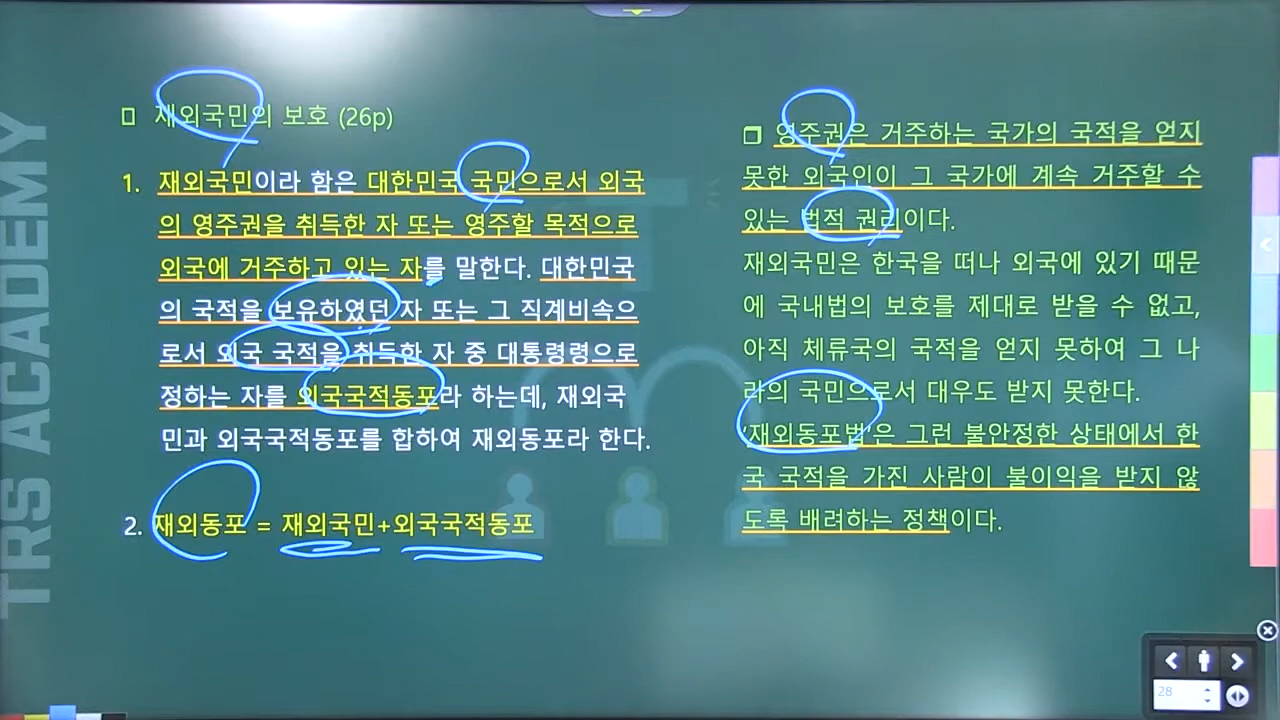 TRS ACADEMY
□ 재외국민의 보호 (26p)
1. 재외국민이라 함은 대한민국 국민으로서 외국
의 영주권을 취득한 자 또는 영주할 목적으로
외국에 거주하고 있는 자를 말한다. 대한민국
의 국적을 보유하였던 자 또는 그 직계비속으
로서 외국 국적을 취득한 자 중 대통령령으로
정하는 자를 외국국적동포라 하는데, 재외국
민과 외국국적동포를 합하여 재외동포라 한다.
2. 재외동포 = 재외국민+외국국적동포
❒ 영주권은 거주하는 국가의 국적을 얻지
못한 외국인이 그 국가에 계속 거주할 수
있는 법적 권리이다.
재외국민은 한국을 떠나 외국에 있기 때문
에 국내법의 보호를 제대로 받을 수 없고,
아직 체류국의 국적을 얻지 못하여 그 나
라의 국민으로서 대우도 받지 못한다.
'재외동포법'은 그런 불안정한 상태에서 한
국 국적을 가진 사람이 불이익을 받지 않
도록 배려하는 정책이다.
28